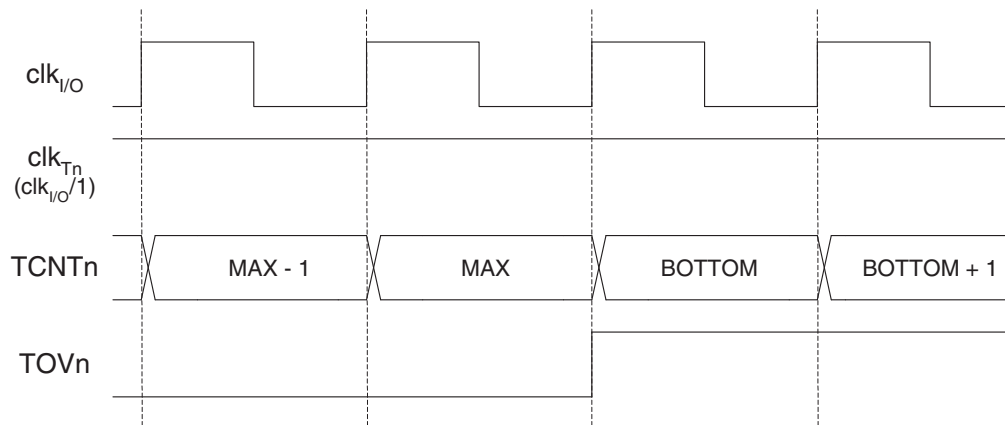 clkI/O
clkTn
(clkI/O/1)
TCNTn MAX - 1 MAX BOTTOM BOTTOM + 1
TOVn